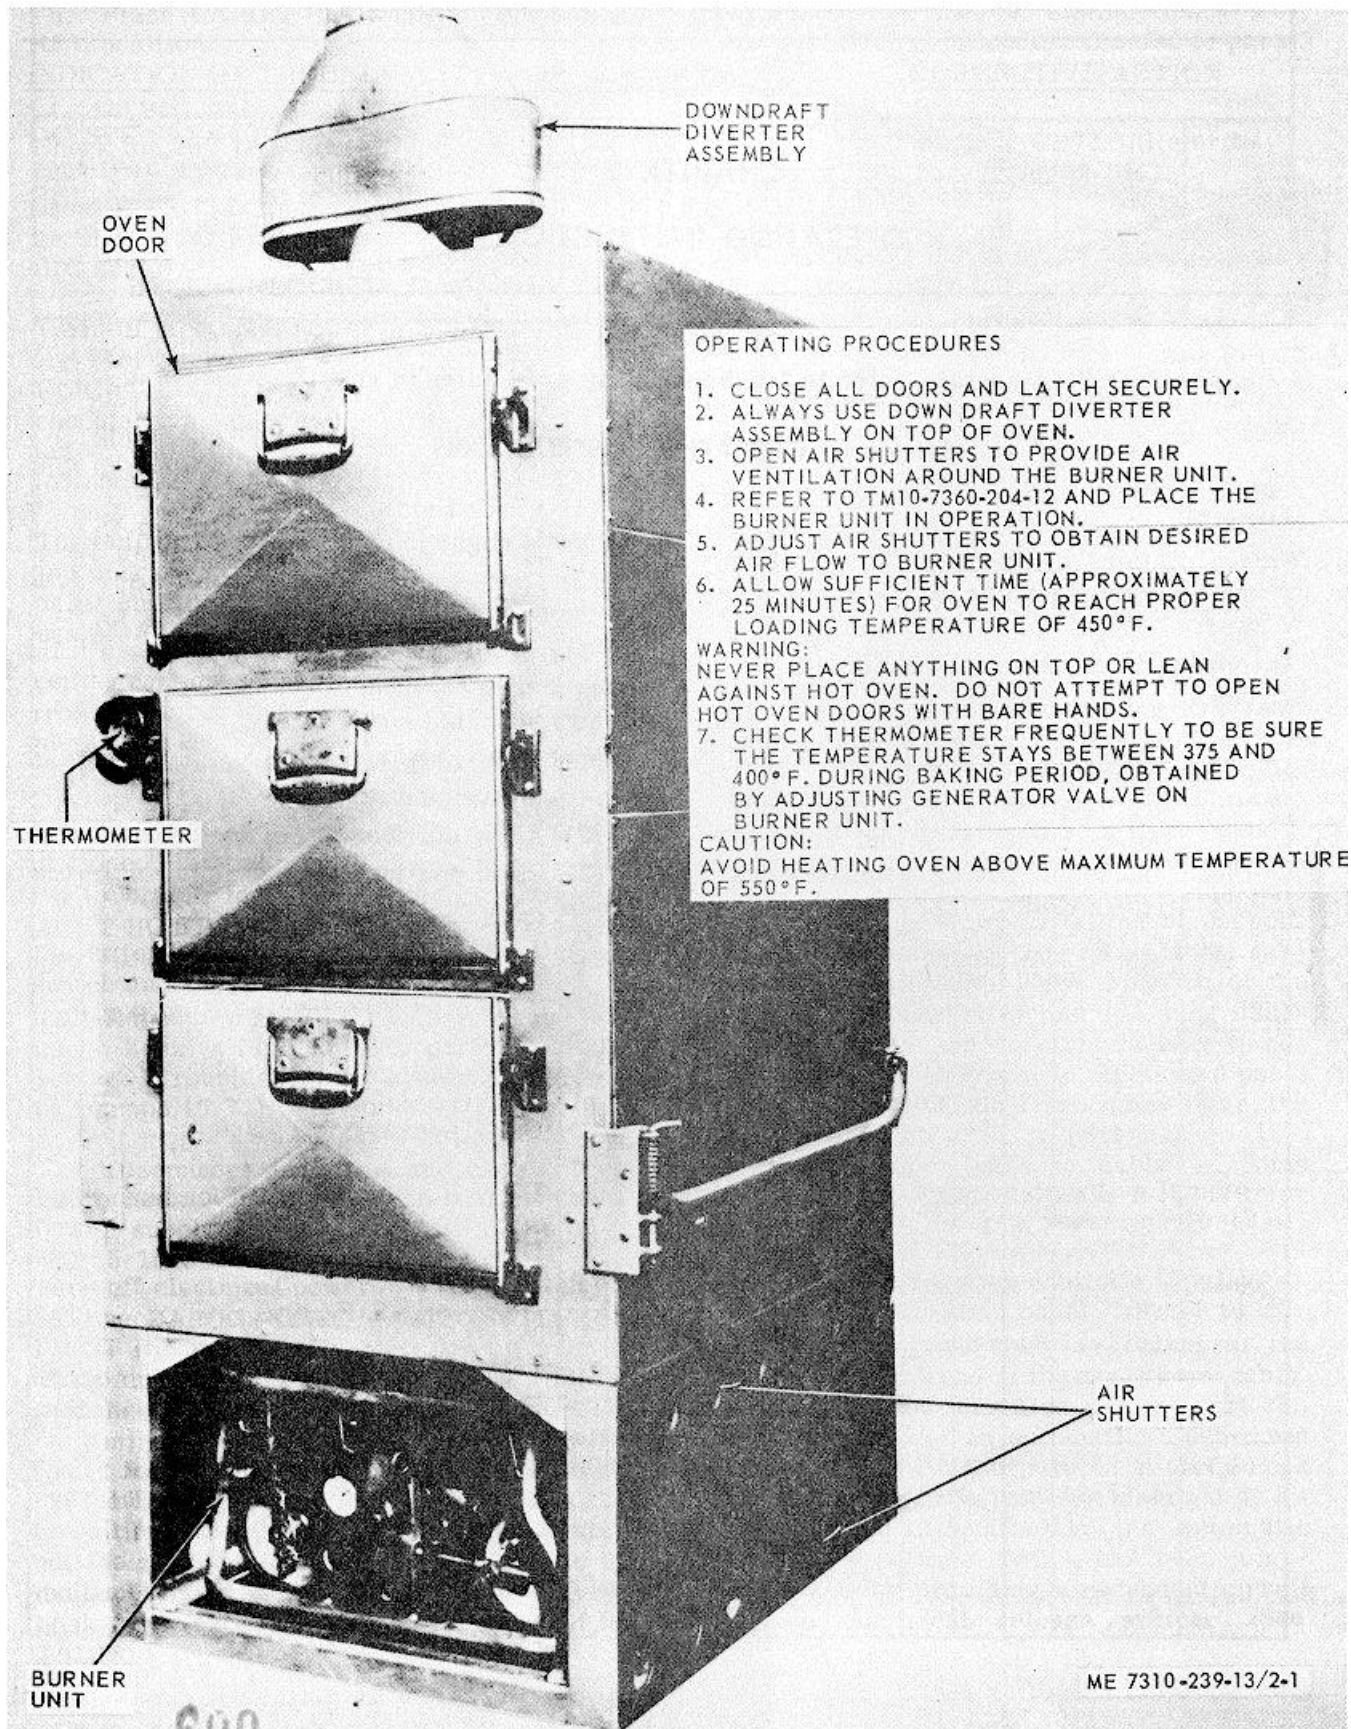 DOWNDRAFT
DIVERTER
ASSEMBLY
OVEN
DOOR
OPERATING PROCEDURES
1. CLOSE ALL DOORS AND LATCH SECURELY.
2. ALWAYS USE DOWN DRAFT DIVERTER
ASSEMBLY ON TOP OF OVEN.
3. OPEN AIR SHUTTERS TO PROVIDE AIR
VENTILATION AROUND THE BURNER UNIT.
4. REFER TO TM10-7360-204-12 AND PLACE THE
BURNER UNIT IN OPERATION.
5. ADJUST AIR SHUTTERS TO OBTAIN DESIRED
AIR FLOW TO BURNER UNIT.
6. ALLOW SUFFICIENT TIME (APPROXIMATELY
25 MINUTES) FOR OVEN TO REACH PROPER
LOADING TEMPERATURE OF 450°F.
WARNING:
NEVER PLACE ANYTHING ON TOP OR LEAN
AGAINST HOT OVEN. DO NOT ATTEMPT TO OPEN
HOT OVEN DOORS WITH BARE HANDS.
7. CHECK THERMOMETER FREQUENTLY TO BE SURE
THE TEMPERATURE STAYS BETWEEN 375 AND
400°F. DURING BAKING PERIOD, OBTAINED
BY ADJUSTING GENERATOR VALVE ON
BURNER UNIT.
CAUTION:
AVOID HEATING OVEN ABOVE MAXIMUM TEMPERATURE
OF 550°F.
THERMOMETER
AIR
SHUTTERS
BURNER
UNIT
ME 7310-239-13/2-1